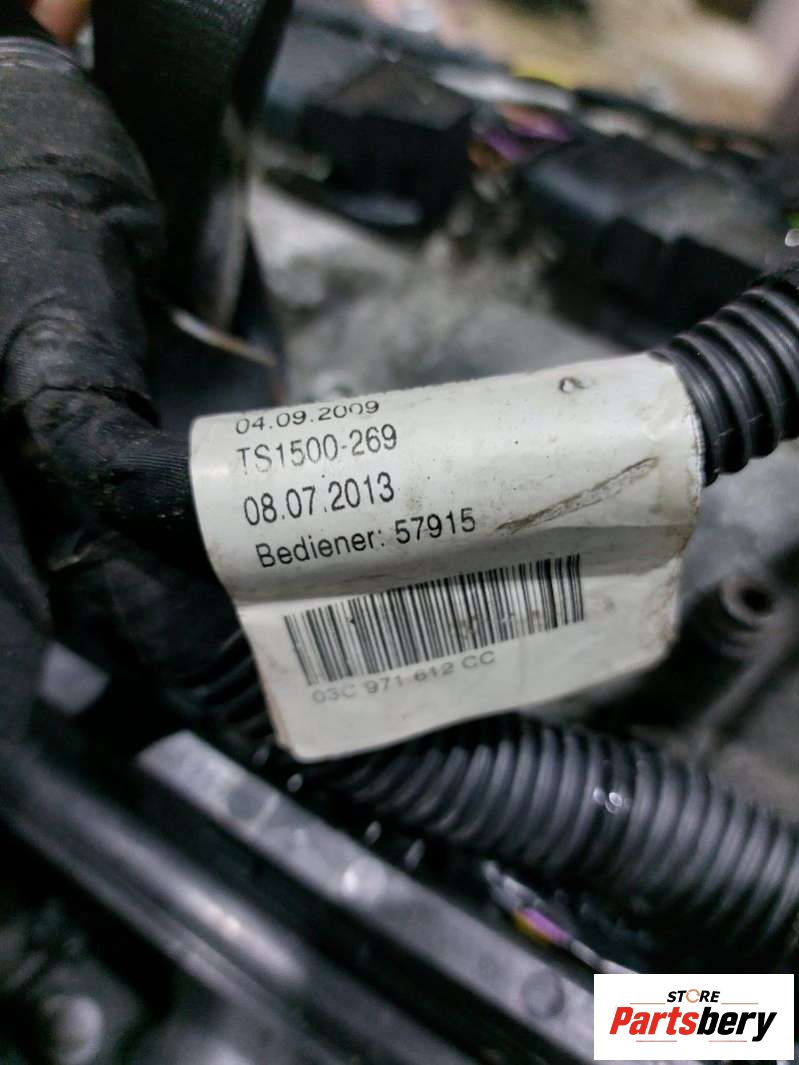 04.09.2009
TS1500-269
08.07.2013
Bediener: 57915
03C 971 612 CC
STORE
Partsbery